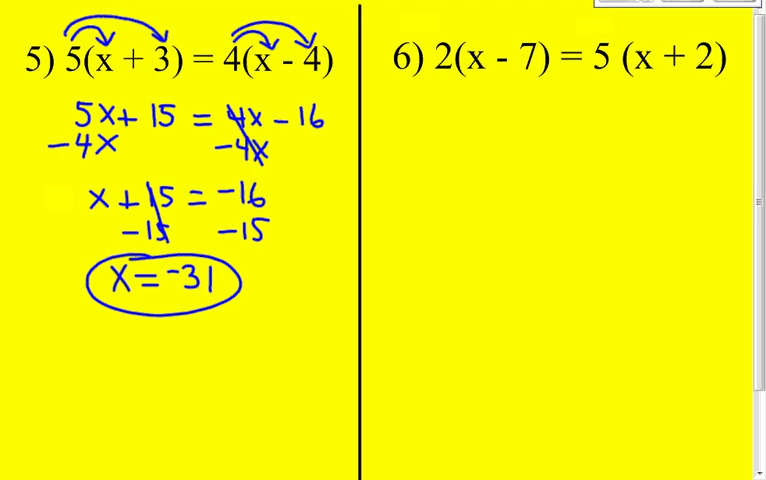 5) 5(x + 3) = 4(x - 4)
5x + 15 = 4x - 16
-4x -4x
x + 15 = -16
-15 -15
x = -31
6) 2(x - 7) = 5 (x + 2)